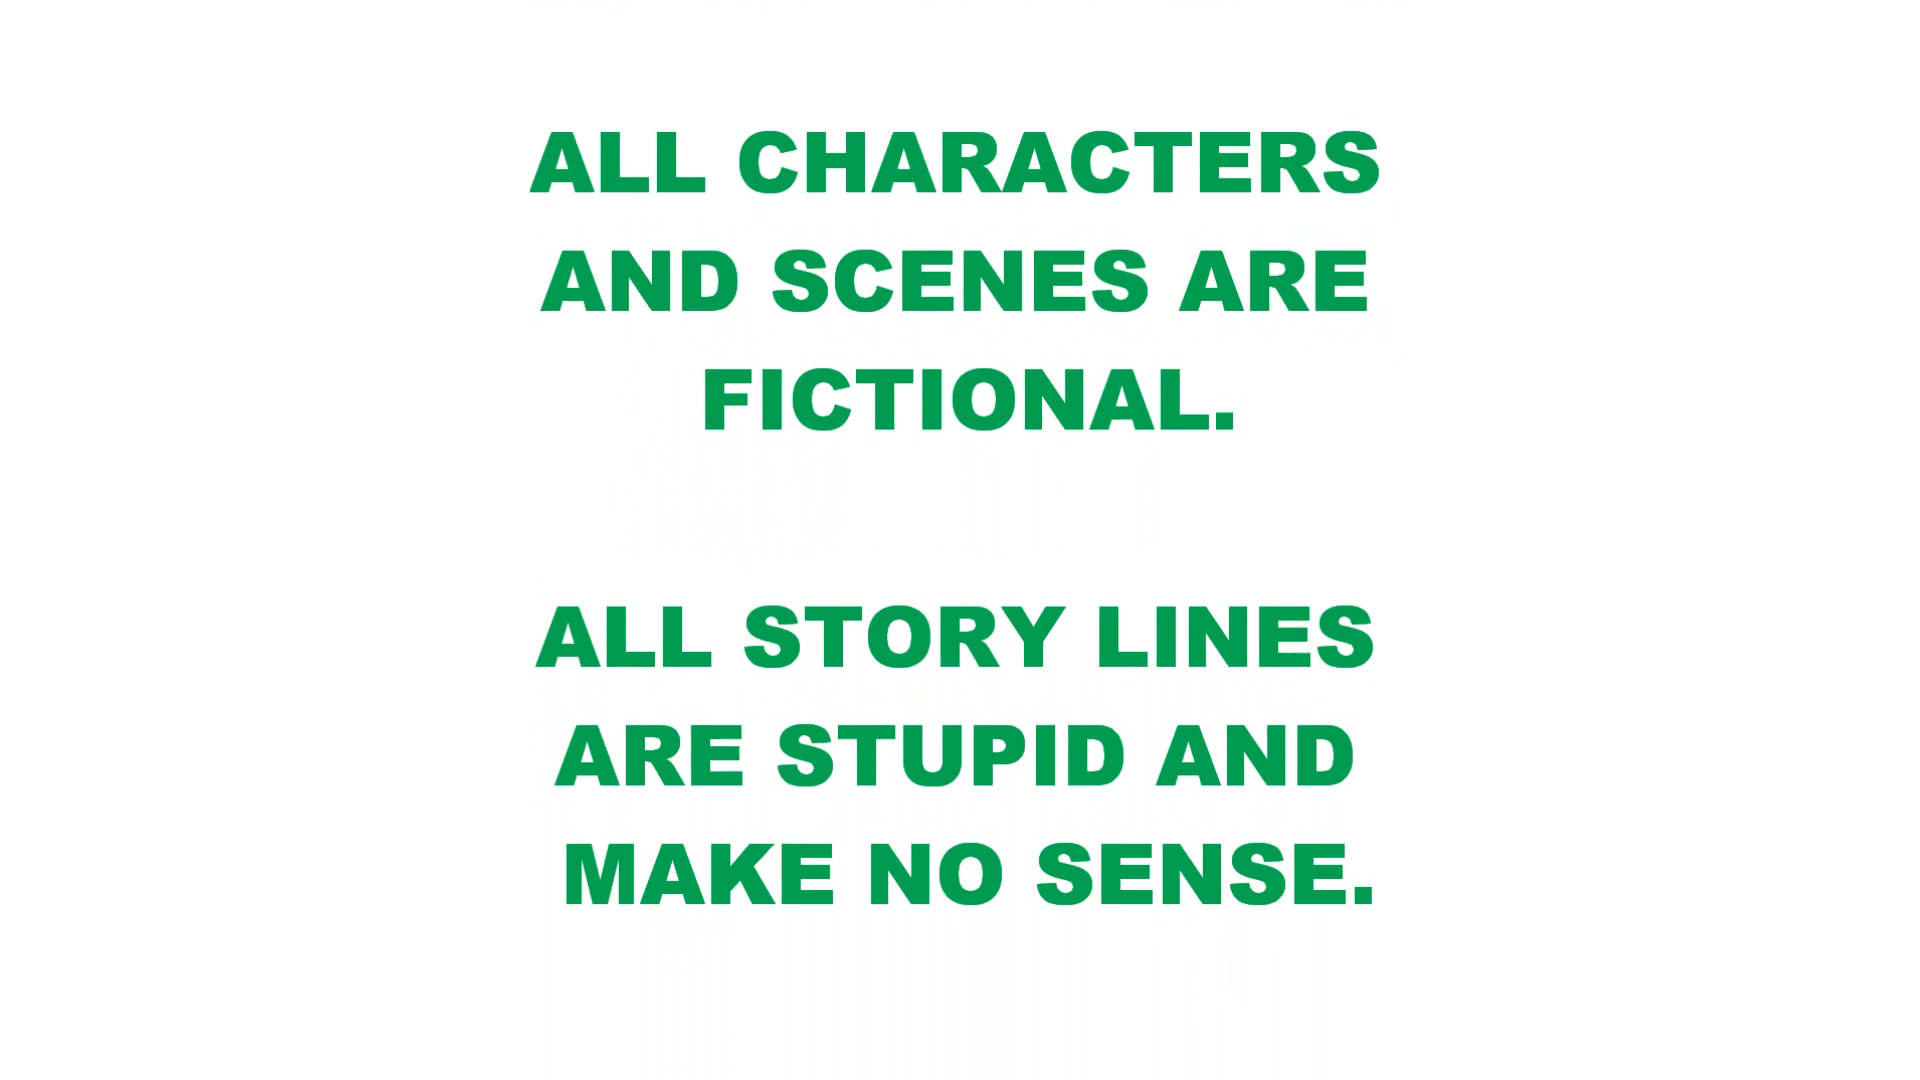 ALL CHARACTERS
AND SCENES ARE
FICTIONAL.
ALL STORY LINES
ARE STUPID AND
MAKE NO SENSE.